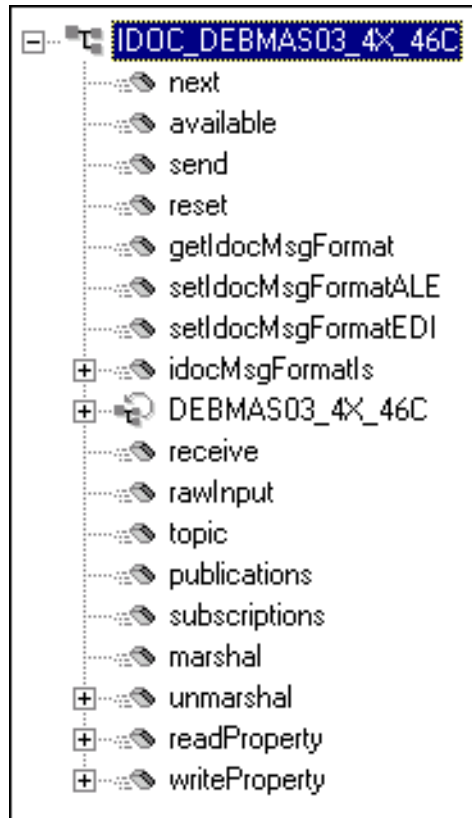 IDOC_DEBMAS03_4X_46C
next
available
send
reset
getIdocMsgFormat
setIdocMsgFormatALE
setIdocMsgFormatEDI
idocMsgFormatIs
DEBMAS03_4X_46C
receive
rawInput
topic
publications
subscriptions
marshal
unmarshal
readProperty
writeProperty